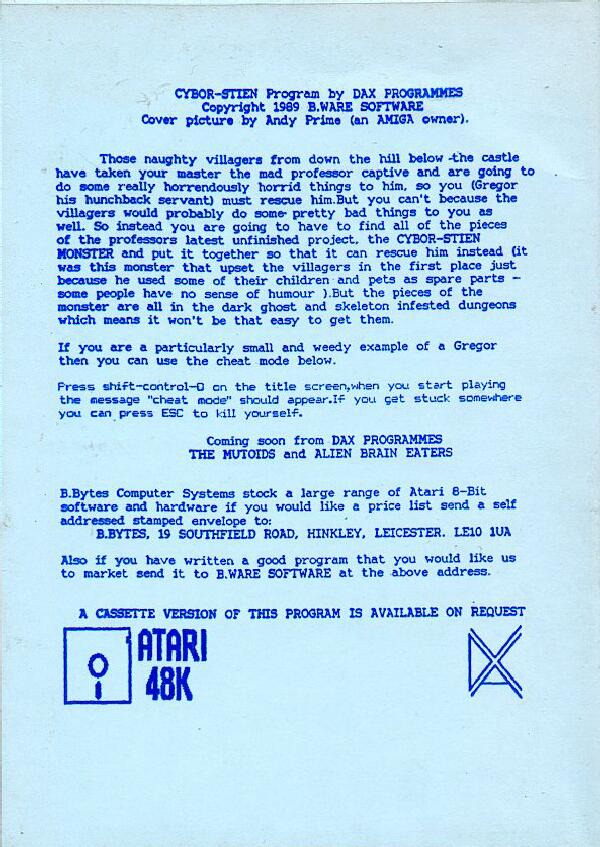 CYBOR-STIEN Program by DAX PROGRAMMES
Copyright 1989 B.WARE SOFTWARE
Cover picture by Andy Prime (an AMIGA owner).
Those naughty villagers from down the hill below the castle
have taken your master the mad professor captive and are going to
do some really horrendously horrid things to him, so you (Gregor
his hunchback servant) must rescue him.But you can't because the
villagers would probably do some pretty bad things to you as
well. So instead you are going to have to find all of the pieces
of the professors latest unfinished project, the CYBOR-STIEN
MONSTER and put it together so that it can rescue him instead (it
was this monster that upset the villagers in the first place just
because he used some of their children and pets as spare parts -
some people have no sense of humour ).But the pieces of the
monster are all in the dark ghost and skeleton infested dungeons
which means it won't be that easy to get them.
If you are a particularly small and weedy example of a Gregor
then you can use the cheat mode below.
Press shift-control-D on the title screen,when you start playing
the message "cheat mode" should appear.If you get stuck somewhere
you can press ESC to kill yourself.
Coming soon from DAX PROGRAMMES
THE MUTOIDS and ALIEN BRAIN EATERS
B.Bytes Computer Systems stock a large range of Atari 8-Bit
software and hardware if you would like a price list send a self
addressed stamped envelope to:
B.BYTES, 19 SOUTHFIELD ROAD, HINKLEY, LEICESTER. LE10 1UA
Also if you have written a good program that you would like us
to market send it to B.WARE SOFTWARE at the above address.
A CASSETTE VERSION OF THIS PROGRAM IS AVAILABLE ON REQUEST
ATARI
48K
DAX